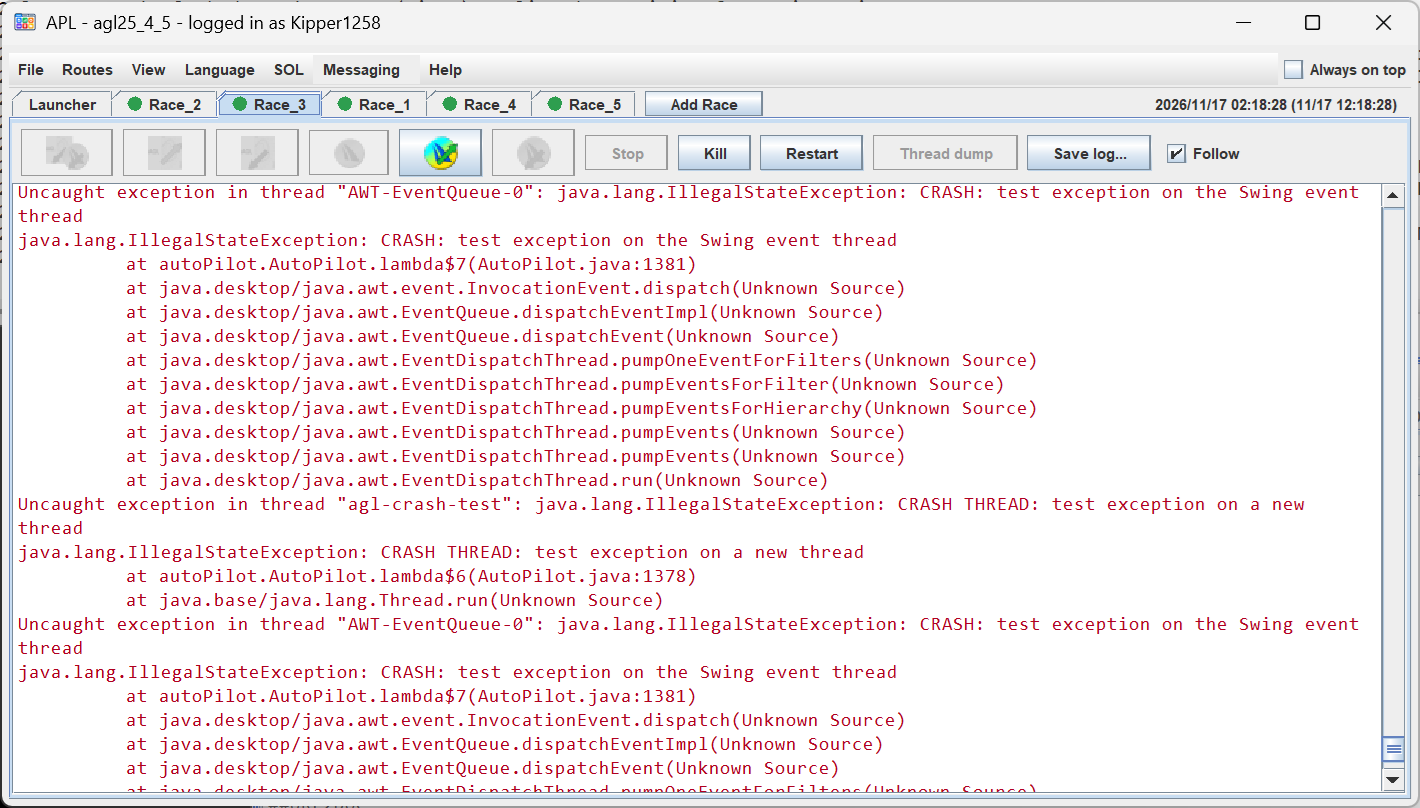 APL - agl25_4_5 - logged in as Kipper1258
File Routes View Language SOL Messaging Help Always on top
Launcher Race_2 Race_3 Race_1 Race_4 Race_5 Add Race 2026/11/17 02:18:28 (11/17 12:18:28)
Stop Kill Restart Thread dump Save log... Follow
Uncaught exception in thread "AWT-EventQueue-0": java.lang.IllegalStateException: CRASH: test exception on the Swing event
thread
java.lang.IllegalStateException: CRASH: test exception on the Swing event thread
at autoPilot.AutoPilot.lambda$7(AutoPilot.java:1381)
at java.desktop/java.awt.event.InvocationEvent.dispatch(Unknown Source)
at java.desktop/java.awt.EventQueue.dispatchEventImpl(Unknown Source)
at java.desktop/java.awt.EventQueue.dispatchEvent(Unknown Source)
at java.desktop/java.awt.EventDispatchThread.pumpOneEventForFilters(Unknown Source)
at java.desktop/java.awt.EventDispatchThread.pumpEventsForFilter(Unknown Source)
at java.desktop/java.awt.EventDispatchThread.pumpEventsForHierarchy(Unknown Source)
at java.desktop/java.awt.EventDispatchThread.pumpEvents(Unknown Source)
at java.desktop/java.awt.EventDispatchThread.pumpEvents(Unknown Source)
at java.desktop/java.awt.EventDispatchThread.run(Unknown Source)
Uncaught exception in thread "agl-crash-test": java.lang.IllegalStateException: CRASH THREAD: test exception on a new
thread
java.lang.IllegalStateException: CRASH THREAD: test exception on a new thread
at autoPilot.AutoPilot.lambda$6(AutoPilot.java:1378)
at java.base/java.lang.Thread.run(Unknown Source)
Uncaught exception in thread "AWT-EventQueue-0": java.lang.IllegalStateException: CRASH: test exception on the Swing event
thread
java.lang.IllegalStateException: CRASH: test exception on the Swing event thread
at autoPilot.AutoPilot.lambda$7(AutoPilot.java:1381)
at java.desktop/java.awt.event.InvocationEvent.dispatch(Unknown Source)
at java.desktop/java.awt.EventQueue.dispatchEventImpl(Unknown Source)
at java.desktop/java.awt.EventQueue.dispatchEvent(Unknown Source)
at java.desktop/java.awt.EventDispatchThread.pumpOneEventForFilters(Unknown Source)